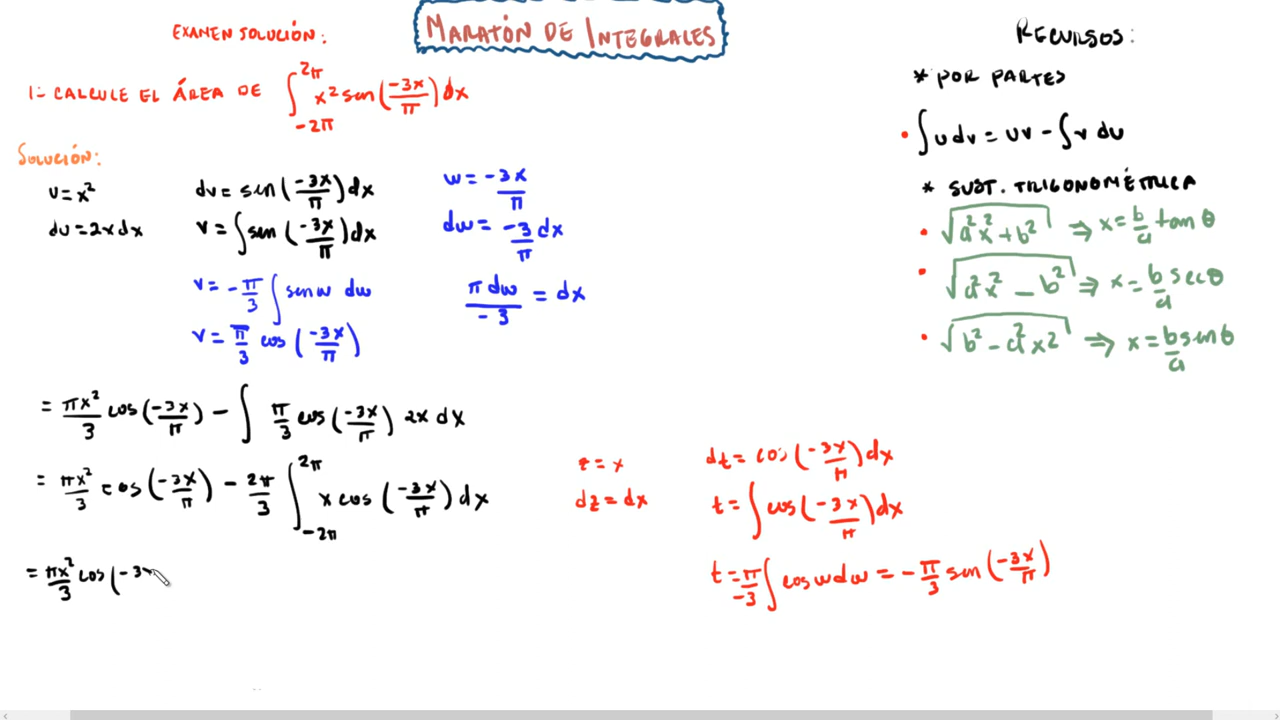 MARATÓN DE INTEGRALES
EXAMEN SOLUCIÓN:
1.- CALCULE EL ÁREA DE ∫_{-2π}^{2π} x² sen(-3x/π) dx
SOLUCIÓN:
u = x²
du = 2x dx
dv = sen(-3x/π) dx
v = ∫ sen(-3x/π) dx
v = -π/3 ∫ sen w dw
v = π/3 cos(-3x/π)
w = -3x/π
dw = -3/π dx
π dw/-3 = dx
= πx²/3 cos(-3x/π) - ∫ π/3 cos(-3x/π) 2x dx
= πx²/3 cos(-3x/π) - 2π/3 ∫_{-2π}^{2π} x cos(-3x/π) dx
= πx²/3 cos(-3x
z = x
dz = dx
dt = cos(-3x/π) dx
t = ∫ cos(-3x/π) dx
t = π/-3 ∫ cos w dw = -π/3 sen(-3x/π)
RECURSOS:
* POR PARTES
• ∫ u dv = uv - ∫ v du
* SUST. TRIGONOMÉTRICA
• √(a²x² + b²) ⇒ x = b/a tan θ
• √(a²x² - b²) ⇒ x = b/a sec θ
• √(b² - a²x²) ⇒ x = b/a sen θ